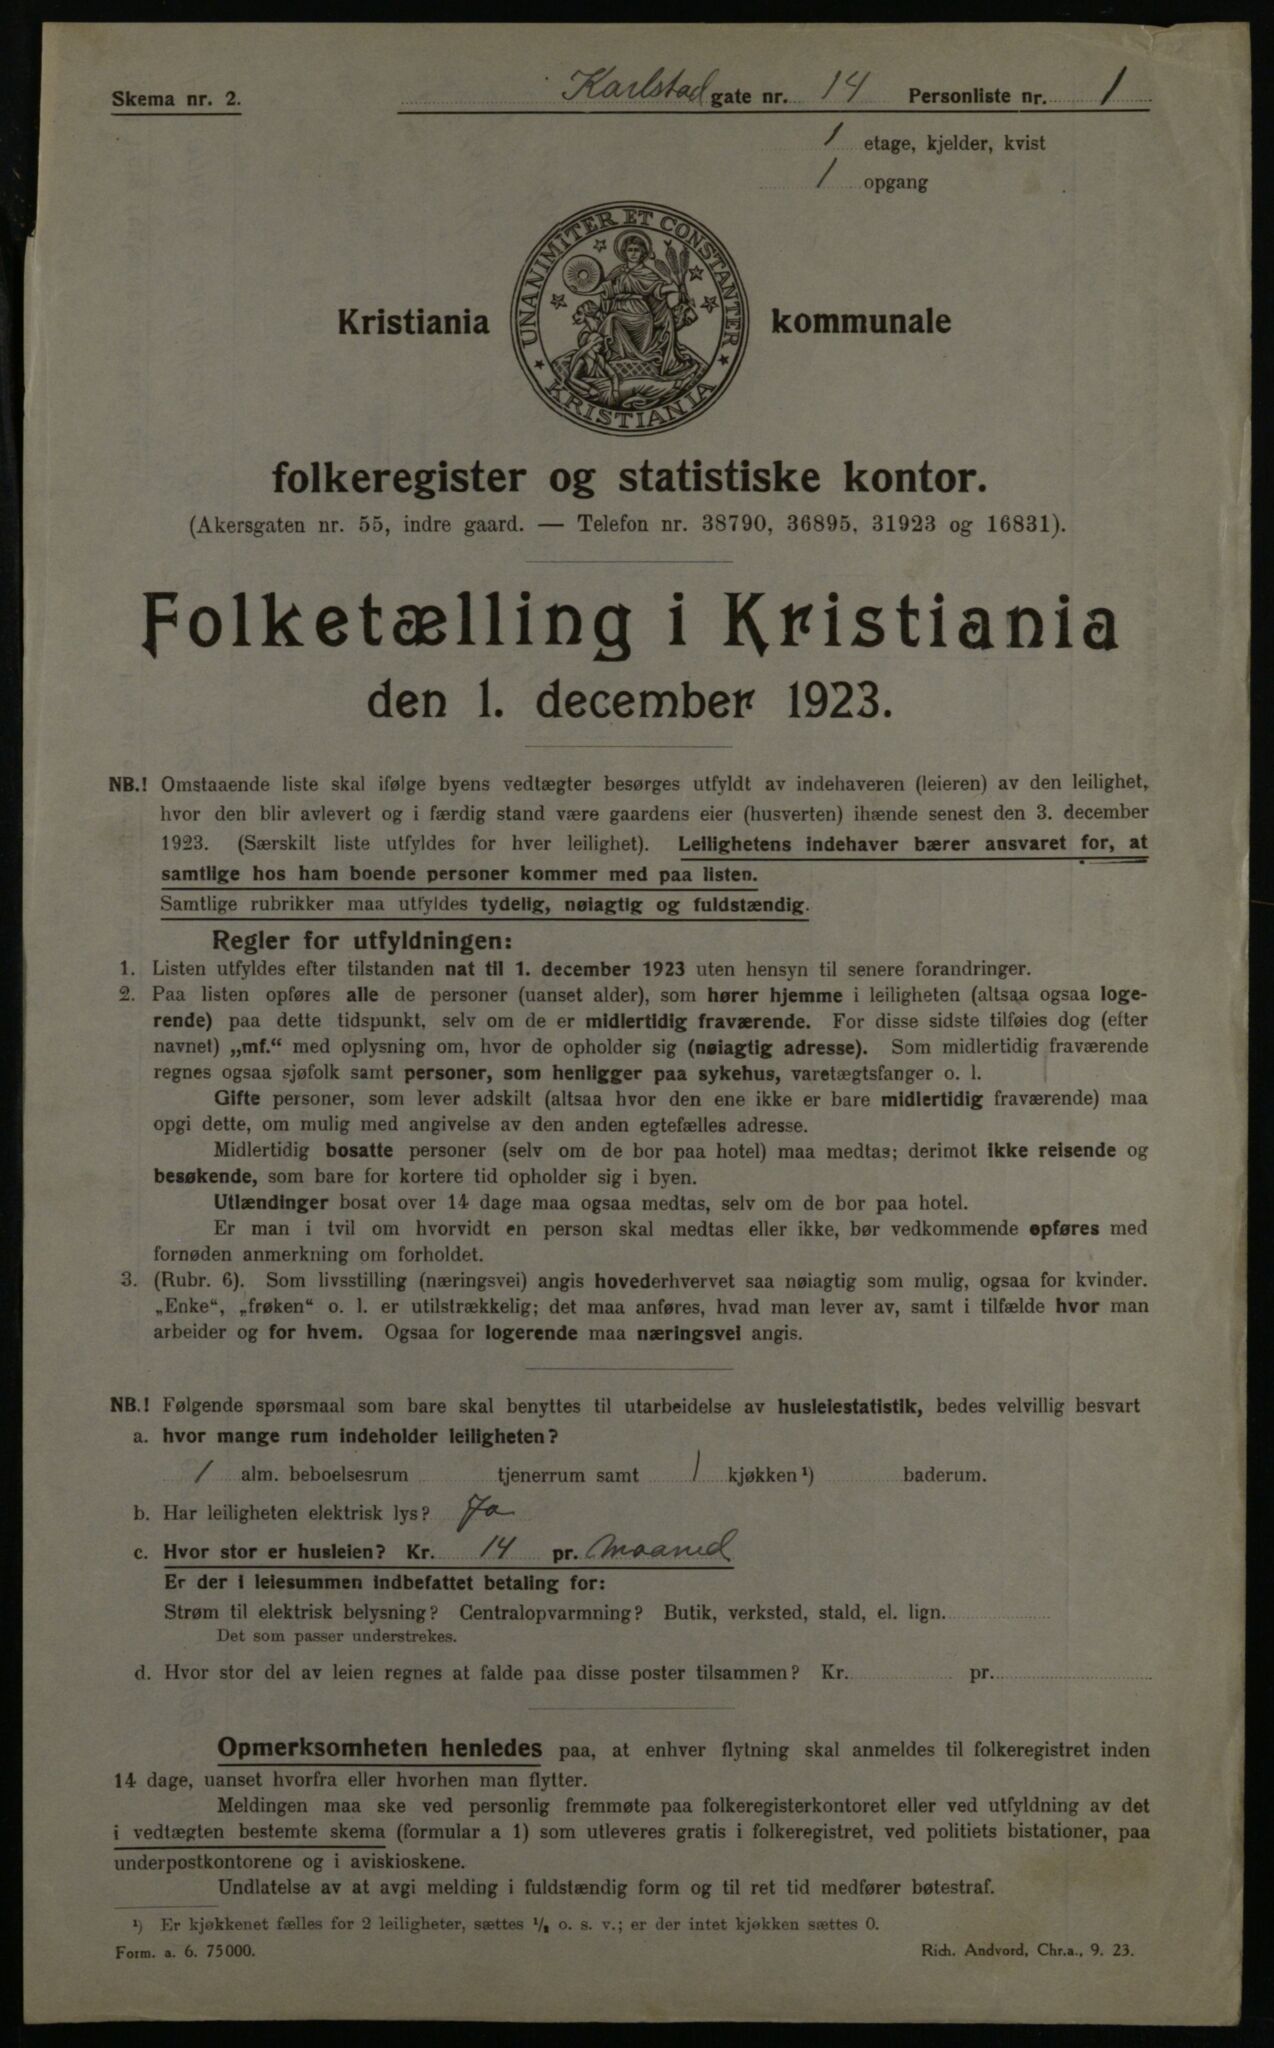 Skema nr. 2.
Karlstad gate nr. 14 Personliste nr. 1
1 etage, kjelder, kvist
1 opgang
UNANIMITER ET CONSTANTER
KRISTIANIA
Kristiania kommunale
folkeregister og statistiske kontor.
(Akersgaten nr. 55, indre gaard. — Telefon nr. 38790, 36895, 31923 og 16831).
Folketælling i Kristiania
den 1. december 1923.
NB.! Omstaaende liste skal ifølge byens vedtægter besørges utfyldt av indehaveren (leieren) av den leilighet,
hvor den blir avlevert og i færdig stand være gaardens eier (husverten) ihænde senest den 3. december
1923. (Særskilt liste utfyldes for hver leilighet). Leilighetens indehaver bærer ansvaret for, at
samtlige hos ham boende personer kommer med paa listen.
Samtlige rubrikker maa utfyldes tydelig, nøiagtig og fuldstændig.
Regler for utfyldningen:
1. Listen utfyldes efter tilstanden nat til 1. december 1923 uten hensyn til senere forandringer.
2. Paa listen opføres alle de personer (uanset alder), som hører hjemme i leiligheten (altsaa ogsaa loge-
rende) paa dette tidspunkt, selv om de er midlertidig fraværende. For disse sidste tilføies dog (efter
navnet) „mf.“ med oplysning om, hvor de opholder sig (nøiagtig adresse). Som midlertidig fraværende
regnes ogsaa sjøfolk samt personer, som henligger paa sykehus, varetægtsfanger o. l.
Gifte personer, som lever adskilt (altsaa hvor den ene ikke er bare midlertidig fraværende) maa
opgi dette, om mulig med angivelse av den anden egtefælles adresse.
Midlertidig bosatte personer (selv om de bor paa hotel) maa medtas; derimot ikke reisende og
besøkende, som bare for kortere tid opholder sig i byen.
Utlændinger bosat over 14 dage maa ogsaa medtas, selv om de bor paa hotel.
Er man i tvil om hvorvidt en person skal medtas eller ikke, bør vedkommende opføres med
fornøden anmerkning om forholdet.
3. (Rubr. 6). Som livsstilling (næringsvei) angis hovederhvervet saa nøiagtig som mulig, ogsaa for kvinder.
„Enke“, „frøken“ o. l. er utilstrækkelig; det maa anføres, hvad man lever av, samt i tilfælde hvor man
arbeider og for hvem. Ogsaa for logerende maa næringsvei angis.
NB.! Følgende spørsmaal som bare skal benyttes til utarbeidelse av husleiestatistik, bedes velvillig besvart
a. hvor mange rum indeholder leiligheten?
1 alm. beboelsesrum tjenerrum samt 1 kjøkken ¹) baderum.
b. Har leiligheten elektrisk lys? Ja
c. Hvor stor er husleien? Kr. 14 pr. Maaned
Er der i leiesummen indbefattet betaling for:
Strøm til elektrisk belysning? Centralopvarmning? Butik, verksted, stald, el. lign.
Det som passer understrekes.
d. Hvor stor del av leien regnes at falde paa disse poster tilsammen? Kr. pr.
Opmerksomheten henledes paa, at enhver flytning skal anmeldes til folkeregistret inden
14 dage, uanset hvorfra eller hvorhen man flytter.
Meldingen maa ske ved personlig fremmøte paa folkeregisterkontoret eller ved utfyldning av det
i vedtægten bestemte skema (formular a 1) som utleveres gratis i folkeregistret, ved politiets bistationer, paa
underpostkontorene og i aviskioskene.
Undlatelse av at avgi melding i fuldstændig form og til ret tid medfører bøtestraf.
¹) Er kjøkkenet fælles for 2 leiligheter, sættes ½ o. s. v.; er der intet kjøkken sættes 0.
Form. a. 6. 75000.
Rich. Andvord, Chr.a., 9. 23.